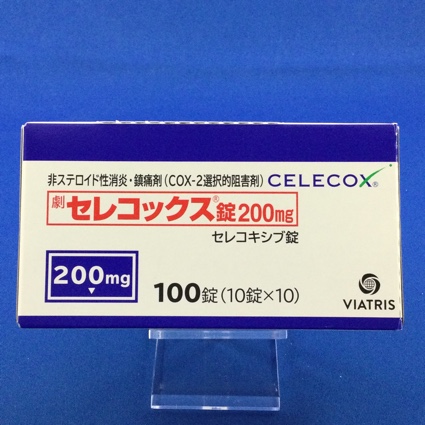 非ステロイド性消炎・鎮痛剤(COX-2選択的阻害剤) CELECOX®
劇 セレコックス®錠200mg
セレコキシブ錠
200mg
100錠(10錠×10)
VIATRIS